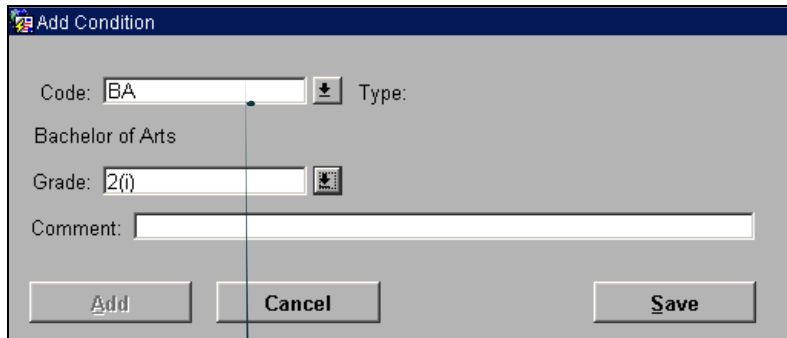 Add Condition
Code: BA Type:
Bachelor of Arts
Grade: 2(i)
Comment:
Add Cancel Save